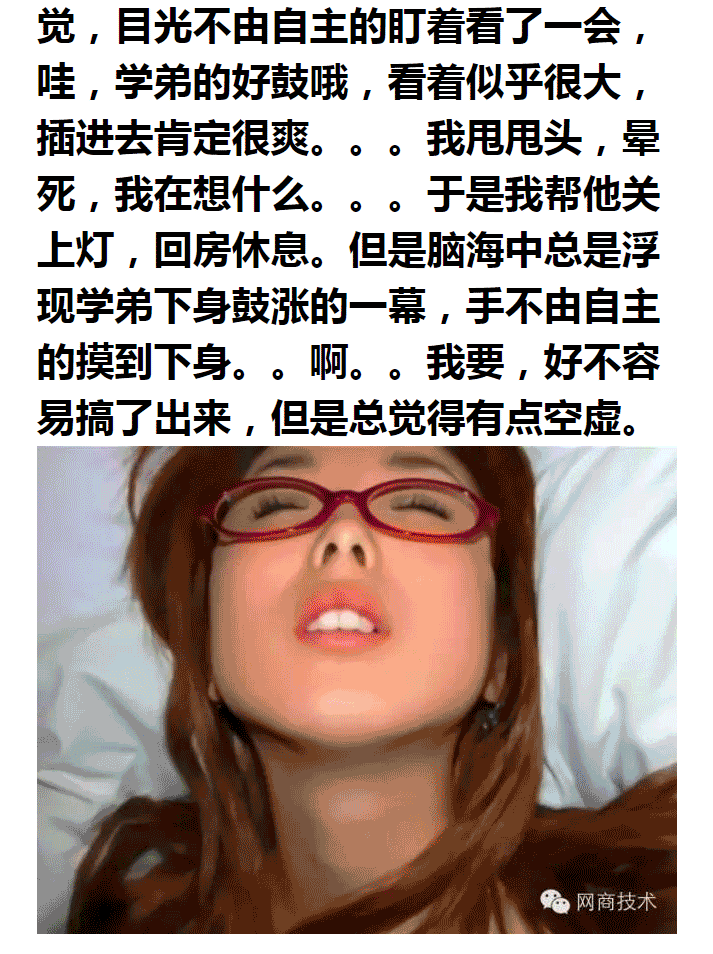 觉，目光不由自主的盯着看了一会，
哇，学弟的好鼓哦，看着似乎很大，
插进去肯定很爽。。。我甩甩头，晕
死，我在想什么。。。于是我帮他关
上灯，回房休息。但是脑海中总是浮
现学弟下身鼓涨的一幕，手不由自主
的摸到下身。。啊。。我要，好不容
易搞了出来，但是总觉得有点空虚。
网商技术